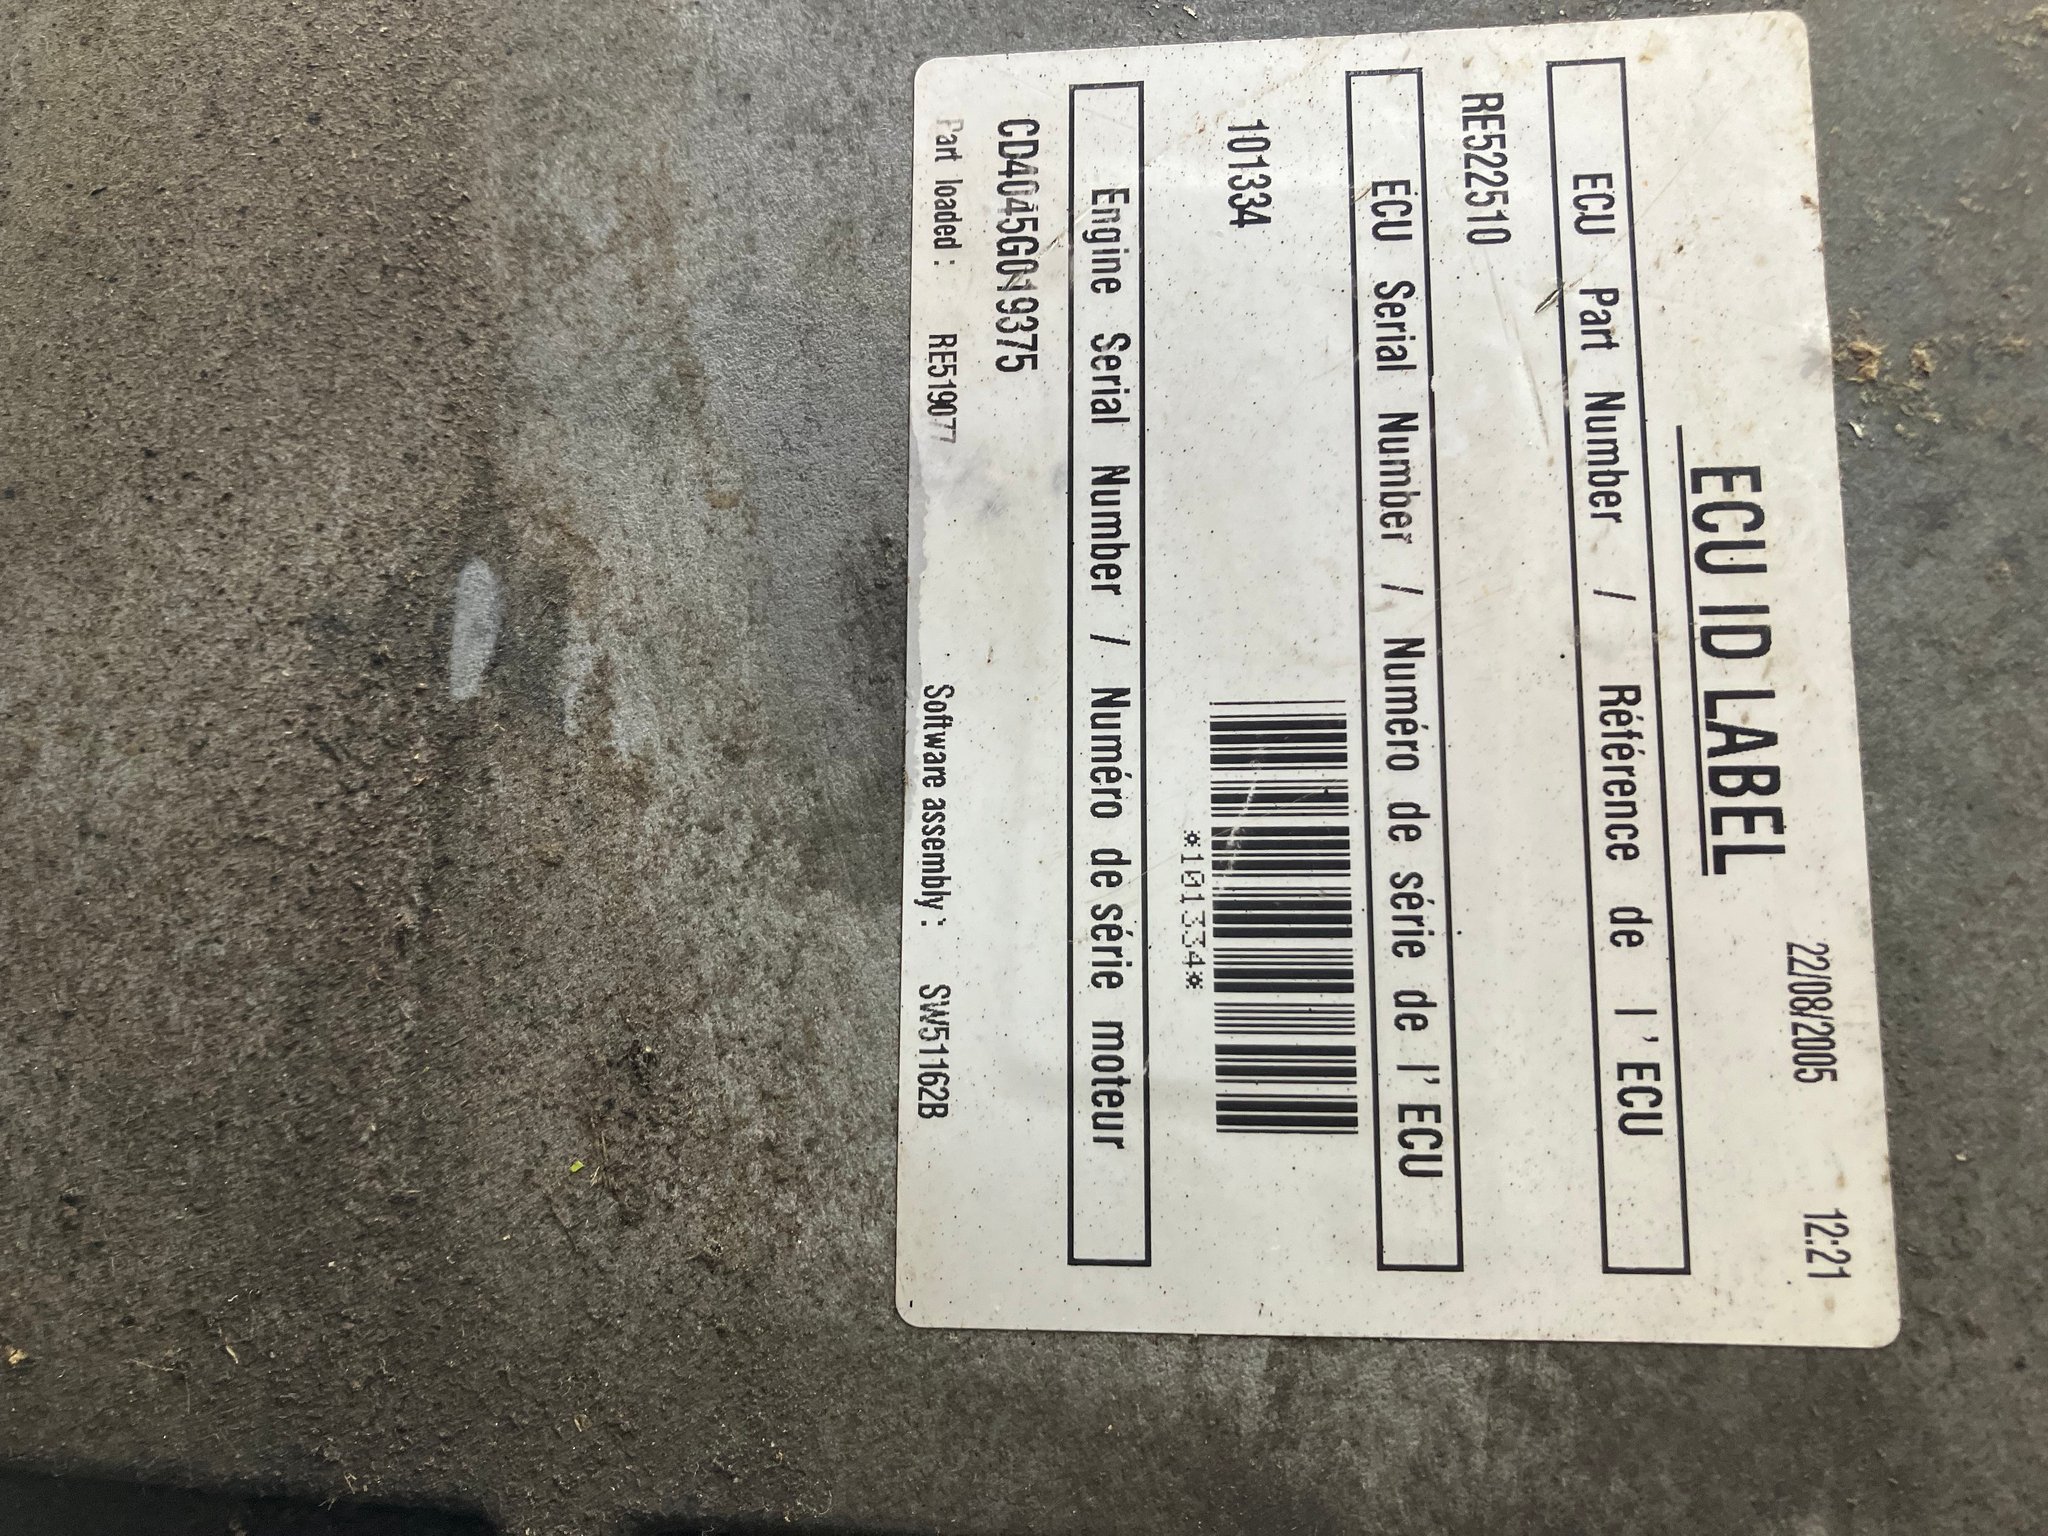 22/08/2005 12:21
ECU ID LABEL
ECU Part Number / Référence de l'ECU
RE522510
ECU Serial Number / Numéro de série de l'ECU
101334
*101334*
Engine Serial Number / Numéro de série moteur
CD4045G019375
Part loaded : RE519077 Software assembly : SW51162B